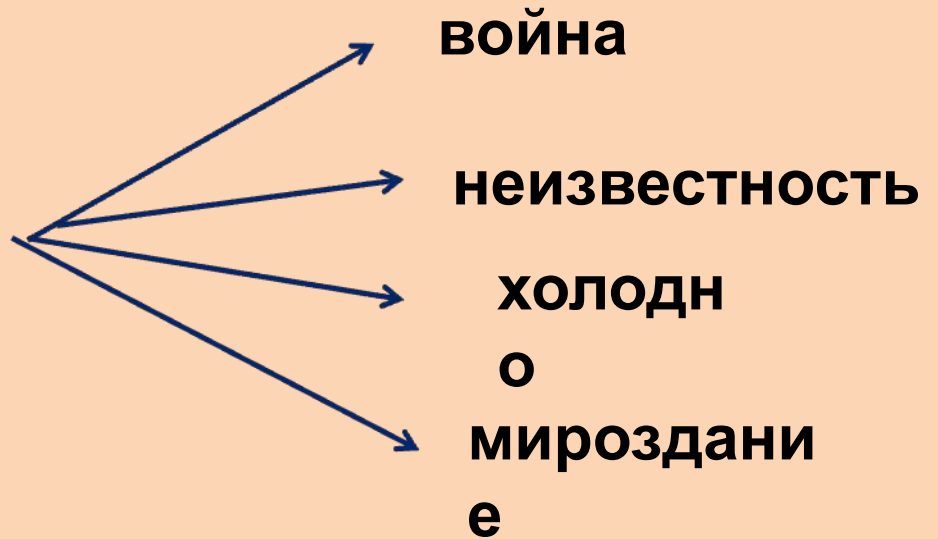 война
неизвестность
холодн
о
мироздани
е